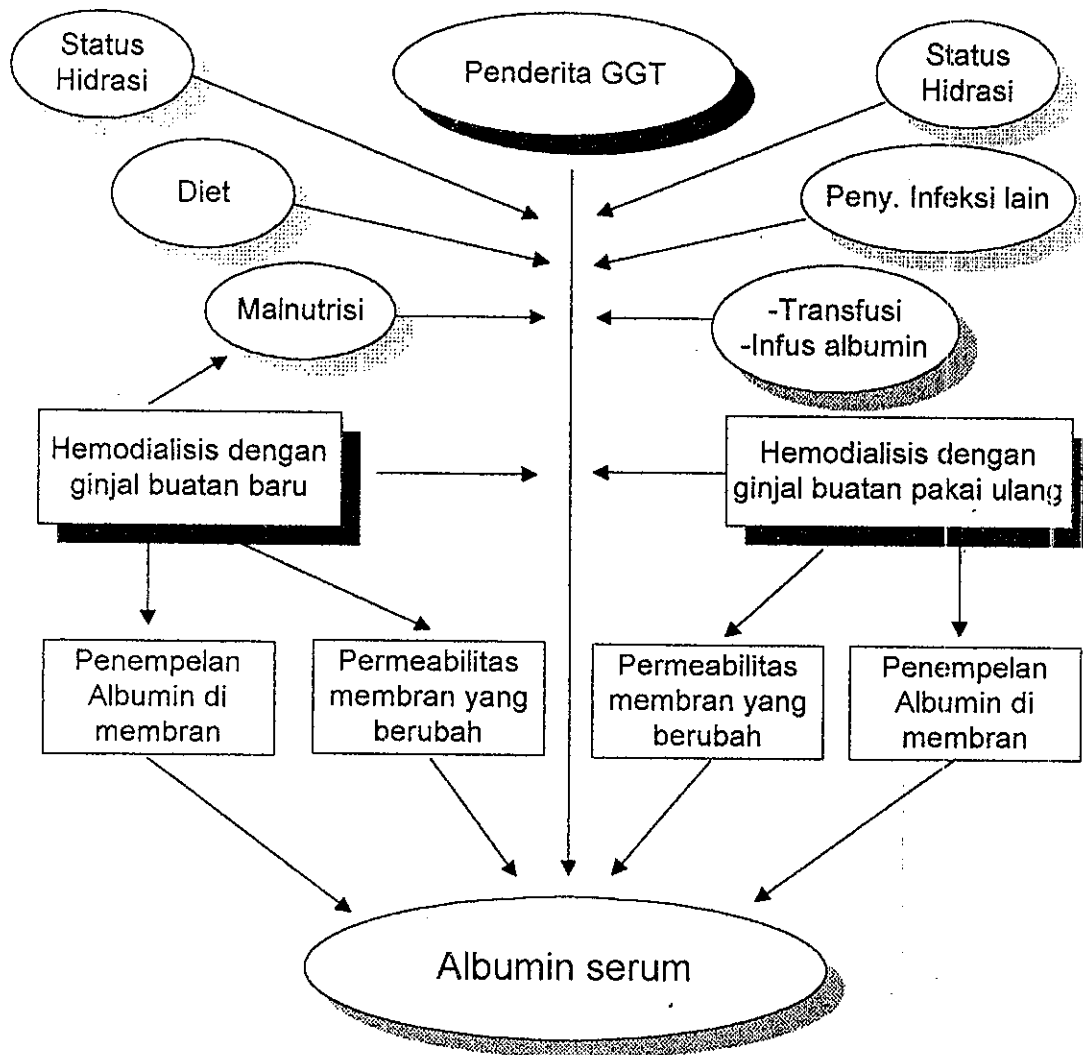 Status
Hidrasi
Penderita GGT
Status
Hidrasi
Diet
Peny. Infeksi lain
Malnutrisi
-Transfusi
-Infus albumin
Hemodialisis dengan
ginjal buatan baru
Hemodialisis dengan
ginjal buatan pakai ulang
Penempelan
Albumin di
membran
Permeabilitas
membran yang
berubah
Permeabilitas
membran yang
berubah
Penempelan
Albumin di
membran
Albumin serum